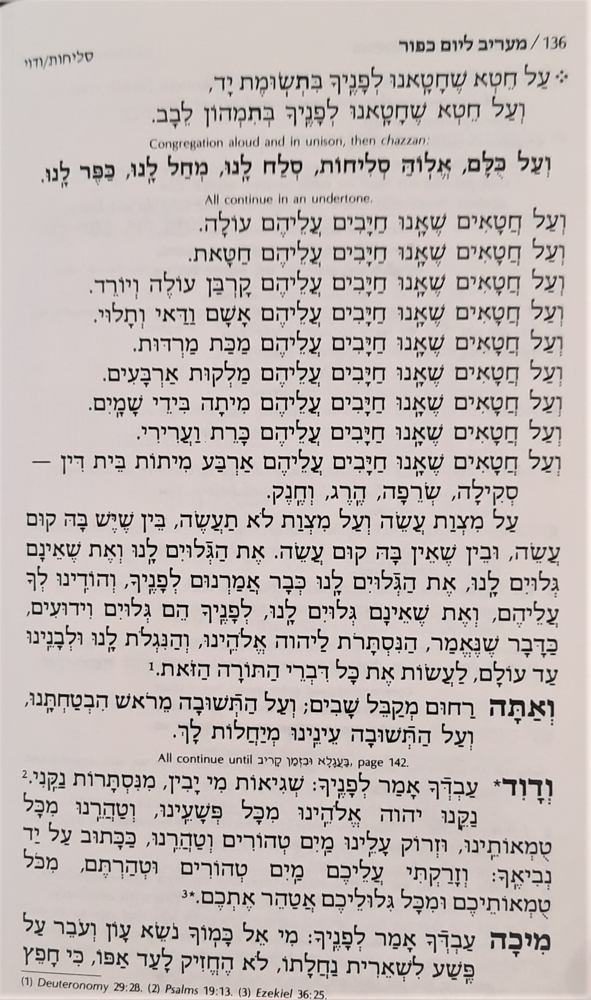 136 / מעריב ליום כפור
סליחות/ודוי
⁘ עַל חֵטְא שֶׁחָטָאנוּ לְפָנֶיךָ בִּתְשׂוּמֶת יָד,
וְעַל חֵטְא שֶׁחָטָאנוּ לְפָנֶיךָ בְּתִמְהוֹן לֵבָב.
Congregation aloud and in unison, then chazzan:
וְעַל כֻּלָּם, אֱלוֹהַּ סְלִיחוֹת, סְלַח לָנוּ, מְחַל לָנוּ, כַּפֶּר לָנוּ.
All continue in an undertone.
וְעַל חֲטָאִים שֶׁאָנוּ חַיָּבִים עֲלֵיהֶם עוֹלָה.
וְעַל חֲטָאִים שֶׁאָנוּ חַיָּבִים עֲלֵיהֶם חַטָּאת.
וְעַל חֲטָאִים שֶׁאָנוּ חַיָּבִים עֲלֵיהֶם קָרְבַּן עוֹלֶה וְיוֹרֵד.
וְעַל חֲטָאִים שֶׁאָנוּ חַיָּבִים עֲלֵיהֶם אָשָׁם וַדַּאי וְתָלוּי.
וְעַל חֲטָאִים שֶׁאָנוּ חַיָּבִים עֲלֵיהֶם מַכַּת מַרְדּוּת.
וְעַל חֲטָאִים שֶׁאָנוּ חַיָּבִים עֲלֵיהֶם מַלְקוּת אַרְבָּעִים.
וְעַל חֲטָאִים שֶׁאָנוּ חַיָּבִים עֲלֵיהֶם מִיתָה בִּידֵי שָׁמָיִם.
וְעַל חֲטָאִים שֶׁאָנוּ חַיָּבִים עֲלֵיהֶם כָּרֵת וַעֲרִירִי.
וְעַל חֲטָאִים שֶׁאָנוּ חַיָּבִים עֲלֵיהֶם אַרְבַּע מִיתוֹת בֵּית דִּין —
סְקִילָה, שְׂרֵפָה, הֶרֶג, וְחֶנֶק.
עַל מִצְוַת עֲשֵׂה וְעַל מִצְוַת לֹא תַעֲשֶׂה, בֵּין שֶׁיֶּשׁ בָּהּ קוּם
עֲשֵׂה, וּבֵין שֶׁאֵין בָּהּ קוּם עֲשֵׂה. אֶת הַגְּלוּיִם לָנוּ וְאֶת שֶׁאֵינָם
גְּלוּיִם לָנוּ, אֶת הַגְּלוּיִם לָנוּ כְּבָר אֲמַרְנוּם לְפָנֶיךָ, וְהוֹדִינוּ לְךָ
עֲלֵיהֶם, וְאֶת שֶׁאֵינָם גְּלוּיִם לָנוּ, לְפָנֶיךָ הֵם גְּלוּיִם וִידוּעִים,
כַּדָּבָר שֶׁנֶּאֱמַר, הַנִּסְתָּרֹת לַיהוה אֱלֹהֵינוּ, וְהַנִּגְלֹת לָנוּ וּלְבָנֵינוּ
עַד עוֹלָם, לַעֲשׂוֹת אֶת כָּל דִּבְרֵי הַתּוֹרָה הַזֹּאת.¹
וְאַתָּה רַחוּם מְקַבֵּל שָׁבִים; וְעַל הַתְּשׁוּבָה מֵרֹאשׁ הִבְטַחְתָּנוּ,
וְעַל הַתְּשׁוּבָה עֵינֵינוּ מְיַחֲלוֹת לָךְ.
All continue until בַּעֲגָלָא וּבִזְמַן קָרִיב, page 142.
וְדָוִד* עַבְדְּךָ אָמַר לְפָנֶיךָ: שְׁגִיאוֹת מִי יָבִין, מִנִּסְתָּרוֹת נַקֵּנִי.²
נַקֵּנוּ יהוה אֱלֹהֵינוּ מִכָּל פְּשָׁעֵינוּ, וְטַהֲרֵנוּ מִכָּל
טֻמְאוֹתֵינוּ, וּזְרוֹק עָלֵינוּ מַיִם טְהוֹרִים וְטַהֲרֵנוּ, כַּכָּתוּב עַל יַד
נְבִיאֶךָ: וְזָרַקְתִּי עֲלֵיכֶם מַיִם טְהוֹרִים וּטְהַרְתֶּם, מִכֹּל
טֻמְאוֹתֵיכֶם וּמִכָּל גִּלּוּלֵיכֶם אֲטַהֵר אֶתְכֶם.*³
מִיכָה עַבְדְּךָ אָמַר לְפָנֶיךָ: מִי אֵל כָּמוֹךָ נֹשֵׂא עָוֹן וְעֹבֵר עַל
פֶּשַׁע לִשְׁאֵרִית נַחֲלָתוֹ, לֹא הֶחֱזִיק לָעַד אַפּוֹ, כִּי חָפֵץ
(1) Deuteronomy 29:28. (2) Psalms 19:13. (3) Ezekiel 36:25.